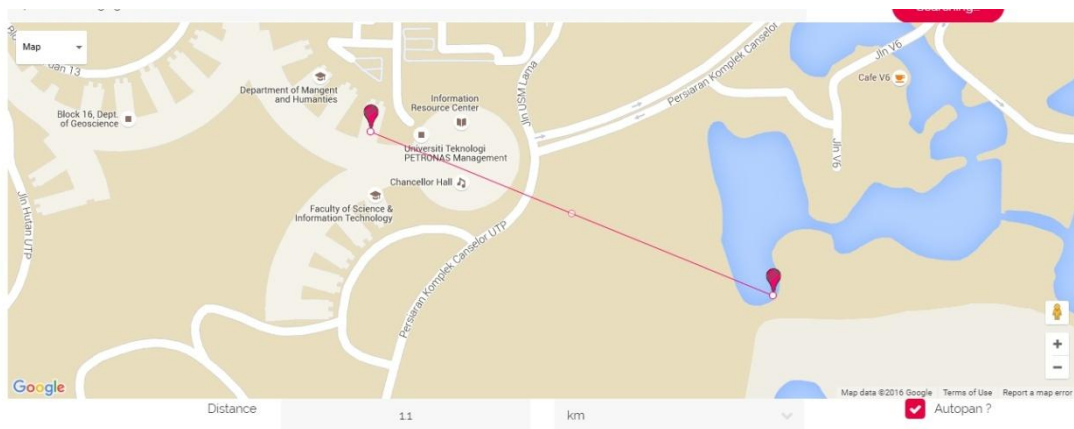 Map
Department of Mangent
and Humanties
Block 16, Dept.
of Geoscience
Information
Resource Center
Universiti Teknologi
PETRONAS Management
Chancellor Hall
Faculty of Science &
Information Technology
Jln USM Lama
Persiaran Komplek Canselor
Persiaran Komplek Canselor UTP
Jln Hutan UTP
Jln V6
Cafe V6
Jln V6
Google
Map data ©2016 Google
Terms of Use
Report a map error
Distance
1.1
km
Autopan ?